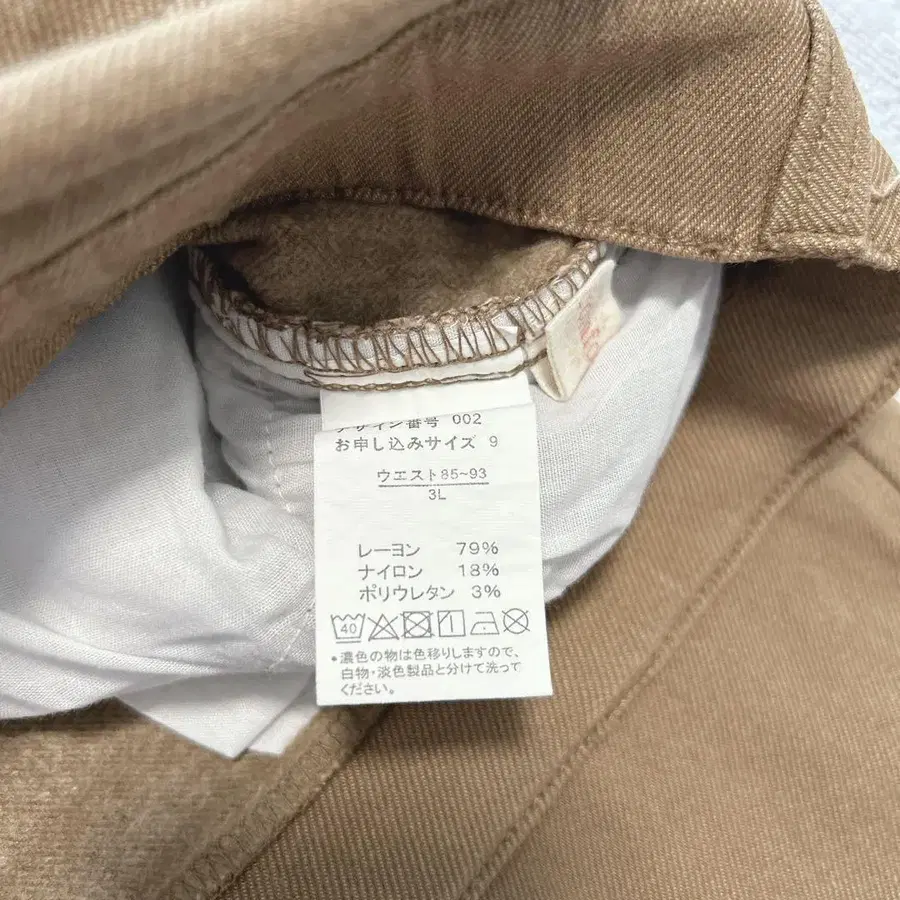 デザイン番号 002
お申し込みサイズ 9
ウエスト85~93
3L
レーヨン 79%
ナイロン 18%
ポリウレタン 3%
40
•濃色の物は色移りしますので、
白物・淡色製品と分けて洗って
ください。